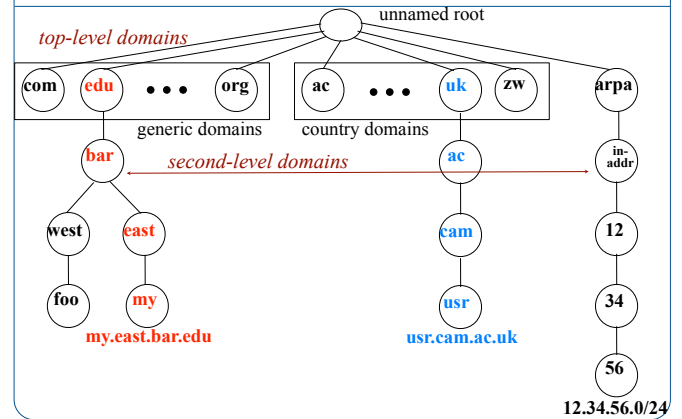 unnamed root
top-level domains
com edu ••• org ac ••• uk zw arpa
generic domains country domains
bar second-level domains ac in-
addr
west east cam 12
foo my usr 34
my.east.bar.edu usr.cam.ac.uk
56
12.34.56.0/24